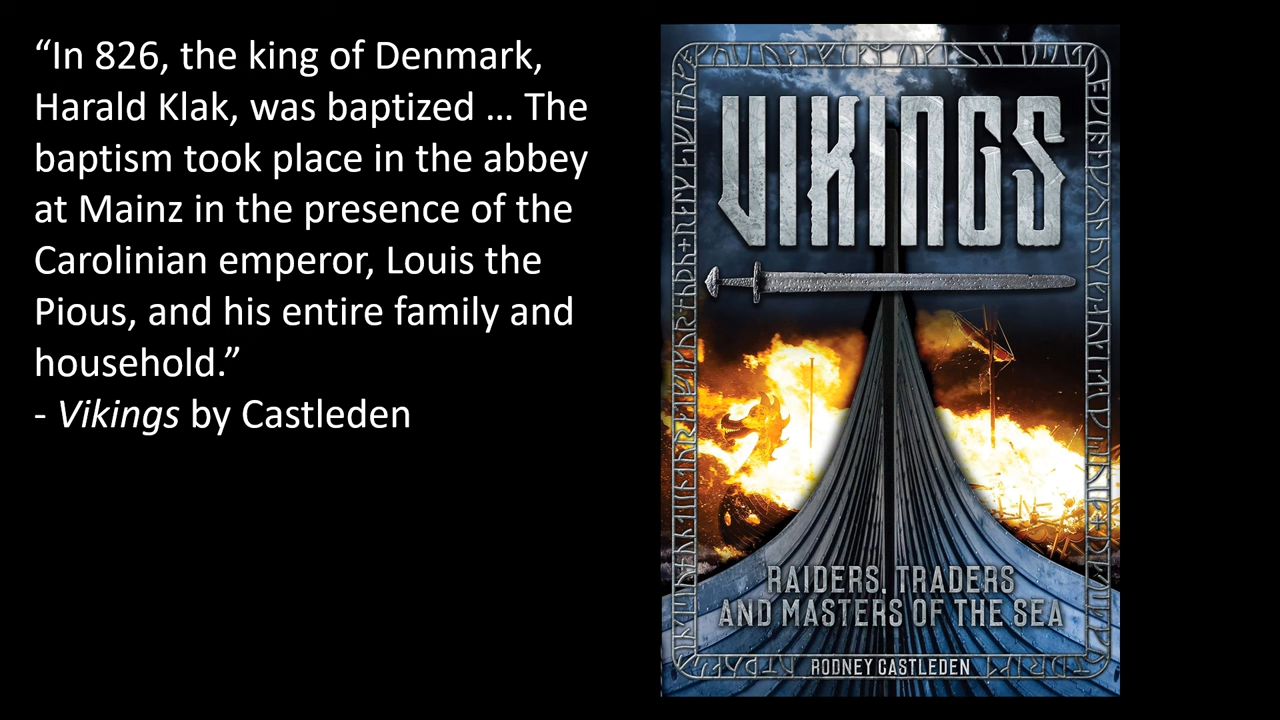 “In 826, the king of Denmark,
Harald Klak, was baptized ... The
baptism took place in the abbey
at Mainz in the presence of the
Carolinian emperor, Louis the
Pious, and his entire family and
household.”
- Vikings by Castleden
VIKINGS
RAIDERS, TRADERS
AND MASTERS OF THE SEA
RODNEY CASTLEDEN